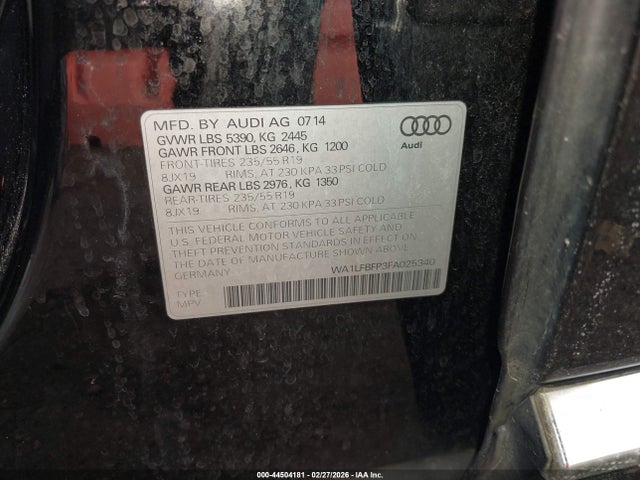 MFD. BY AUDI AG 07 14
GVWR LBS 5390, KG 2445
GAWR FRONT LBS 2646, KG 1200
FRONT-TIRES 235/55 R19
8JX19 RIMS, AT 230 KPA 33 PSI COLD
GAWR REAR LBS 2976, KG 1350
REAR-TIRES 235/55 R19
8JX19 RIMS, AT 230 KPA 33 PSI COLD
Audi
THIS VEHICLE CONFORMS TO ALL APPLICABLE
U.S. FEDERAL MOTOR VEHICLE SAFETY AND
THEFT PREVENTION STANDARDS IN EFFECT ON
THE DATE OF MANUFACTURE SHOWN ABOVE
GERMANY
WA1LFBFP3FA025340
TYPE:
MPV
000-44504181 - 02/27/2026 - IAA Inc.